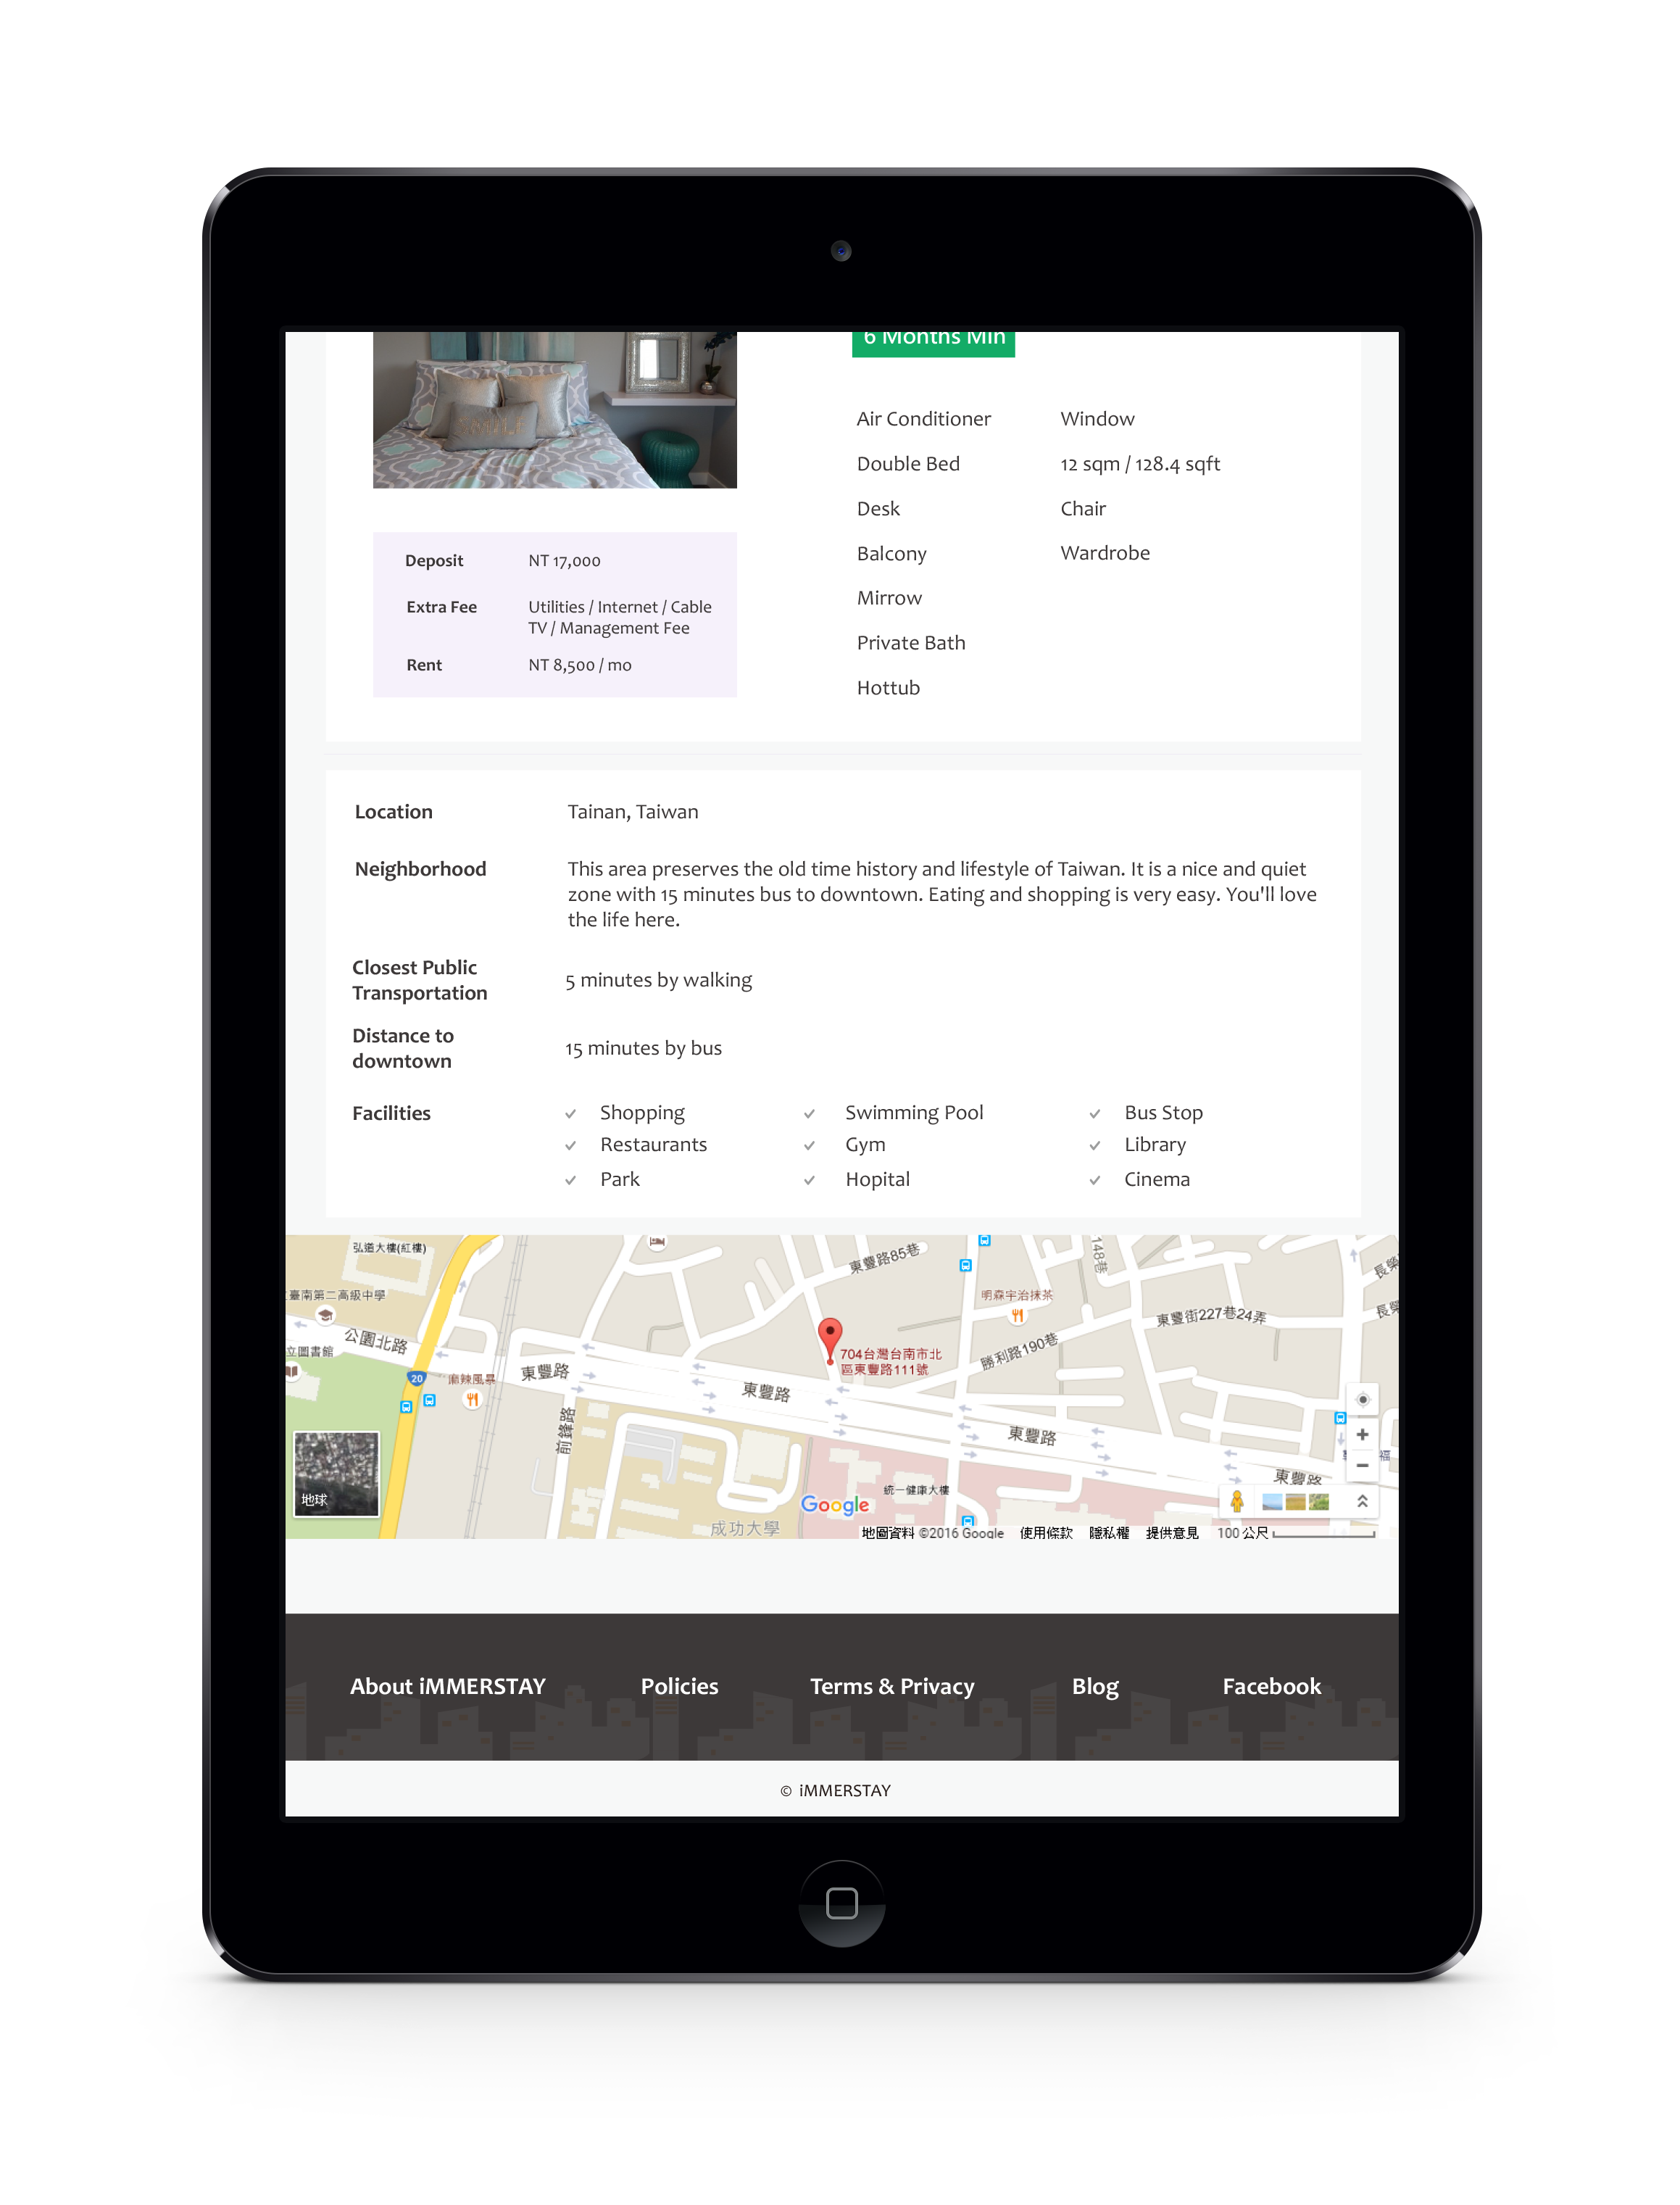 6 Months Min
Air Conditioner
Window
Double Bed
12 sqm / 128.4 sqft
Desk
Chair
Balcony
Wardrobe
Mirrow
Private Bath
Hottub
Deposit
NT 17,000
Extra Fee
Utilities / Internet / Cable
TV / Management Fee
Rent
NT 8,500 / mo
Location
Tainan, Taiwan
Neighborhood
This area preserves the old time history and lifestyle of Taiwan. It is a nice and quiet
zone with 15 minutes bus to downtown. Eating and shopping is very easy. You'll love
the life here.
Closest Public
Transportation
5 minutes by walking
Distance to
downtown
15 minutes by bus
Facilities
Shopping
Swimming Pool
Bus Stop
Restaurants
Gym
Library
Park
Hopital
Cinema
弘道大樓(紅樓)
東豐路85巷
148巷
長榮
臺南第二高級中學
明森宇治抹茶
長榮
東豐街227巷24弄
公園北路
立圖書館
704台灣台南市北
區東豐路111號
勝利路190巷
20
麻辣風暴
東豐路
東豐路
前鋒路
東豐路
福
東豐路
地球
Google
統一健康大樓
成功大學
地圖資料 ©2016 Google
使用條款
隱私權
提供意見
100 公尺
About iMMERSTAY
Policies
Terms & Privacy
Blog
Facebook
© iMMERSTAY